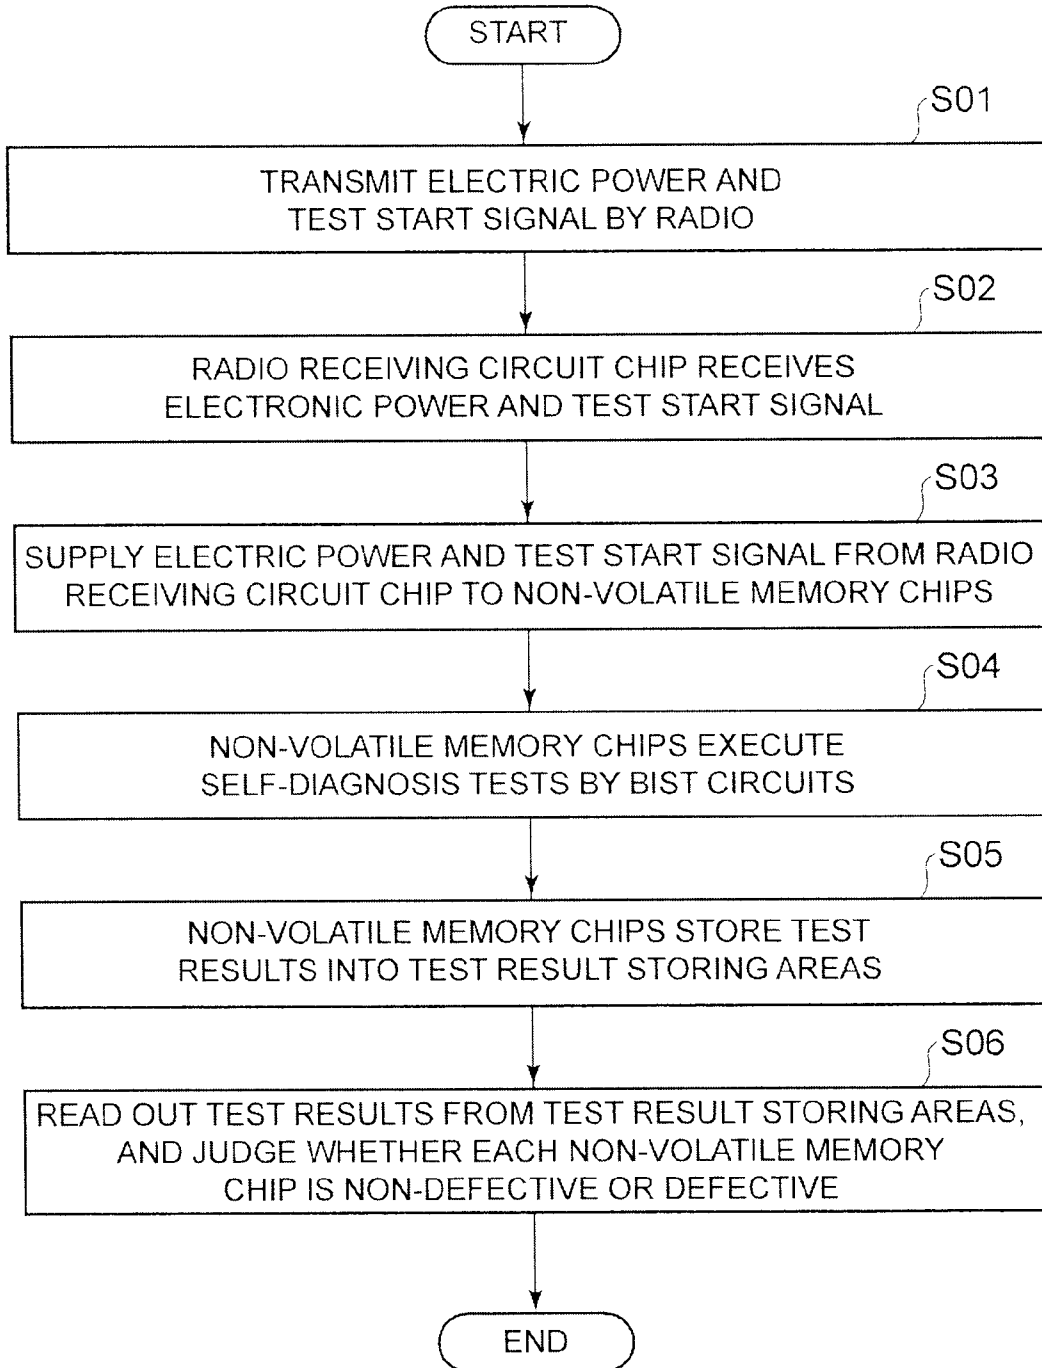 START
S01
TRANSMIT ELECTRIC POWER AND
TEST START SIGNAL BY RADIO
S02
RADIO RECEIVING CIRCUIT CHIP RECEIVES
ELECTRONIC POWER AND TEST START SIGNAL
S03
SUPPLY ELECTRIC POWER AND TEST START SIGNAL FROM RADIO
RECEIVING CIRCUIT CHIP TO NON-VOLATILE MEMORY CHIPS
S04
NON-VOLATILE MEMORY CHIPS EXECUTE
SELF-DIAGNOSIS TESTS BY BIST CIRCUITS
S05
NON-VOLATILE MEMORY CHIPS STORE TEST
RESULTS INTO TEST RESULT STORING AREAS
S06
READ OUT TEST RESULTS FROM TEST RESULT STORING AREAS,
AND JUDGE WHETHER EACH NON-VOLATILE MEMORY
CHIP IS NON-DEFECTIVE OR DEFECTIVE
END